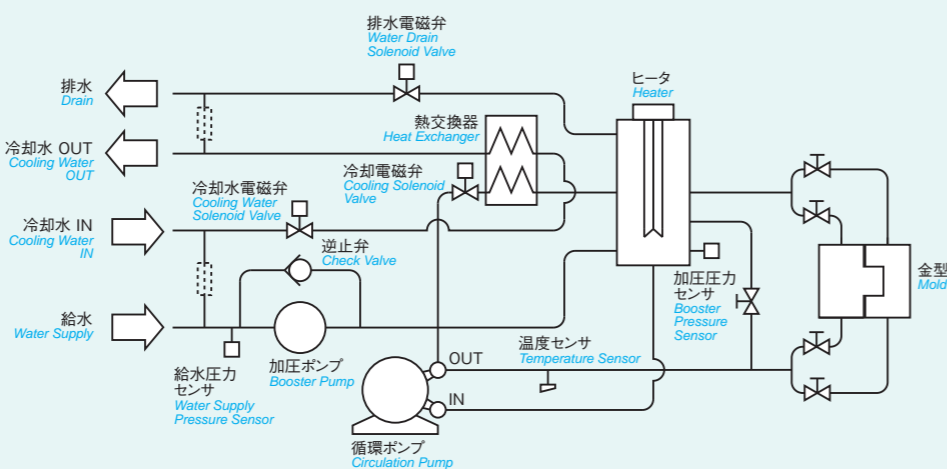 排水電磁弁
Water Drain
Solenoid Valve
排水
Drain
ヒータ
Heater
熱交換器
Heat Exchanger
冷却水 OUT
Cooling Water
OUT
冷却電磁弁
Cooling Solenoid
Valve
冷却水電磁弁
Cooling Water
Solenoid Valve
冷却水 IN
Cooling Water
IN
逆止弁
Check Valve
金型
Mold
加圧圧力
センサ
Booster
Pressure
Sensor
給水
Water Supply
加圧ポンプ
Booster Pump
給水圧力
センサ
Water Supply
Pressure Sensor
OUT
温度センサ
Temperature Sensor
IN
循環ポンプ
Circulation Pump